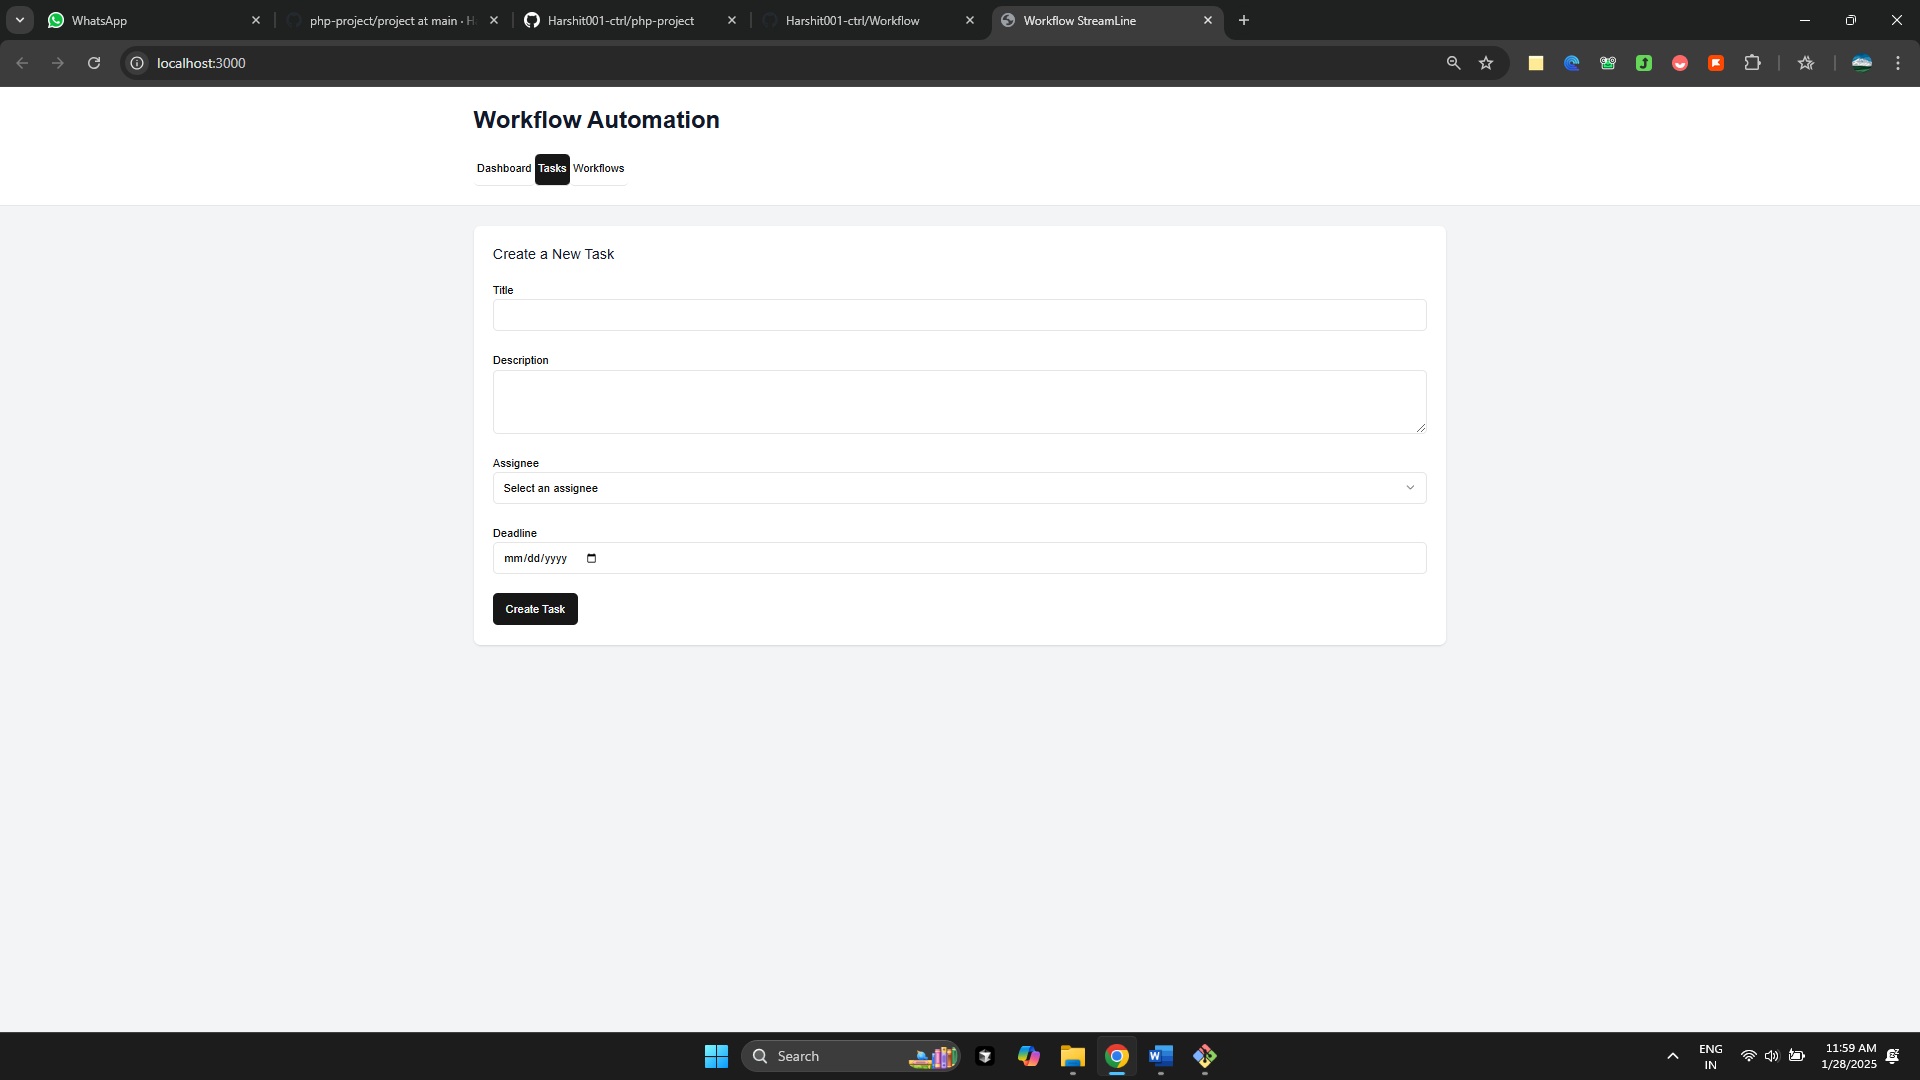 WhatsApp
php-project/project at main · H
Harshit001-ctrl/php-project
Harshit001-ctrl/Workflow
Workflow StreamLine
localhost:3000
Workflow Automation
Dashboard Tasks Workflows
Create a New Task
Title
Description
Assignee
Select an assignee
Deadline
mm/dd/yyyy
Create Task
Search
ENG
IN
11:59 AM
1/28/2025